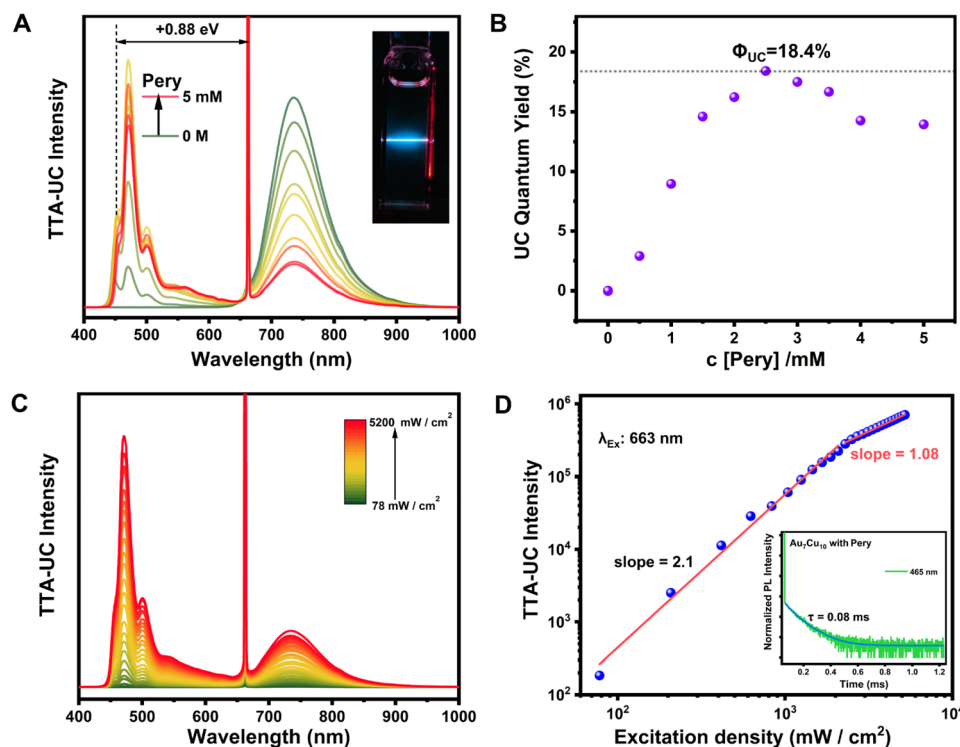 A
+0.88 eV
Pery
5 mM
0 M
TTA-UC Intensity
400 500 600 700 800 900 1000
Wavelength (nm)
B
Φ_UC=18.4%
UC Quantum Yield (%)
20
15
10
5
0
0 1 2 3 4 5
c [Pery] /mM
C
5200 mW / cm²
78 mW / cm²
TTA-UC Intensity
400 500 600 700 800 900 1000
Wavelength (nm)
D
λ_Ex: 663 nm
slope = 1.08
slope = 2.1
TTA-UC Intensity
10⁶
10⁵
10⁴
10³
10²
Au₇Cu₁₀ with Pery
465 nm
τ = 0.08 ms
Normalized PL Intensity
0.2 0.4 0.6 0.8 1.0 1.2
Time (ms)
10² 10³
Excitation density (mW / cm²)